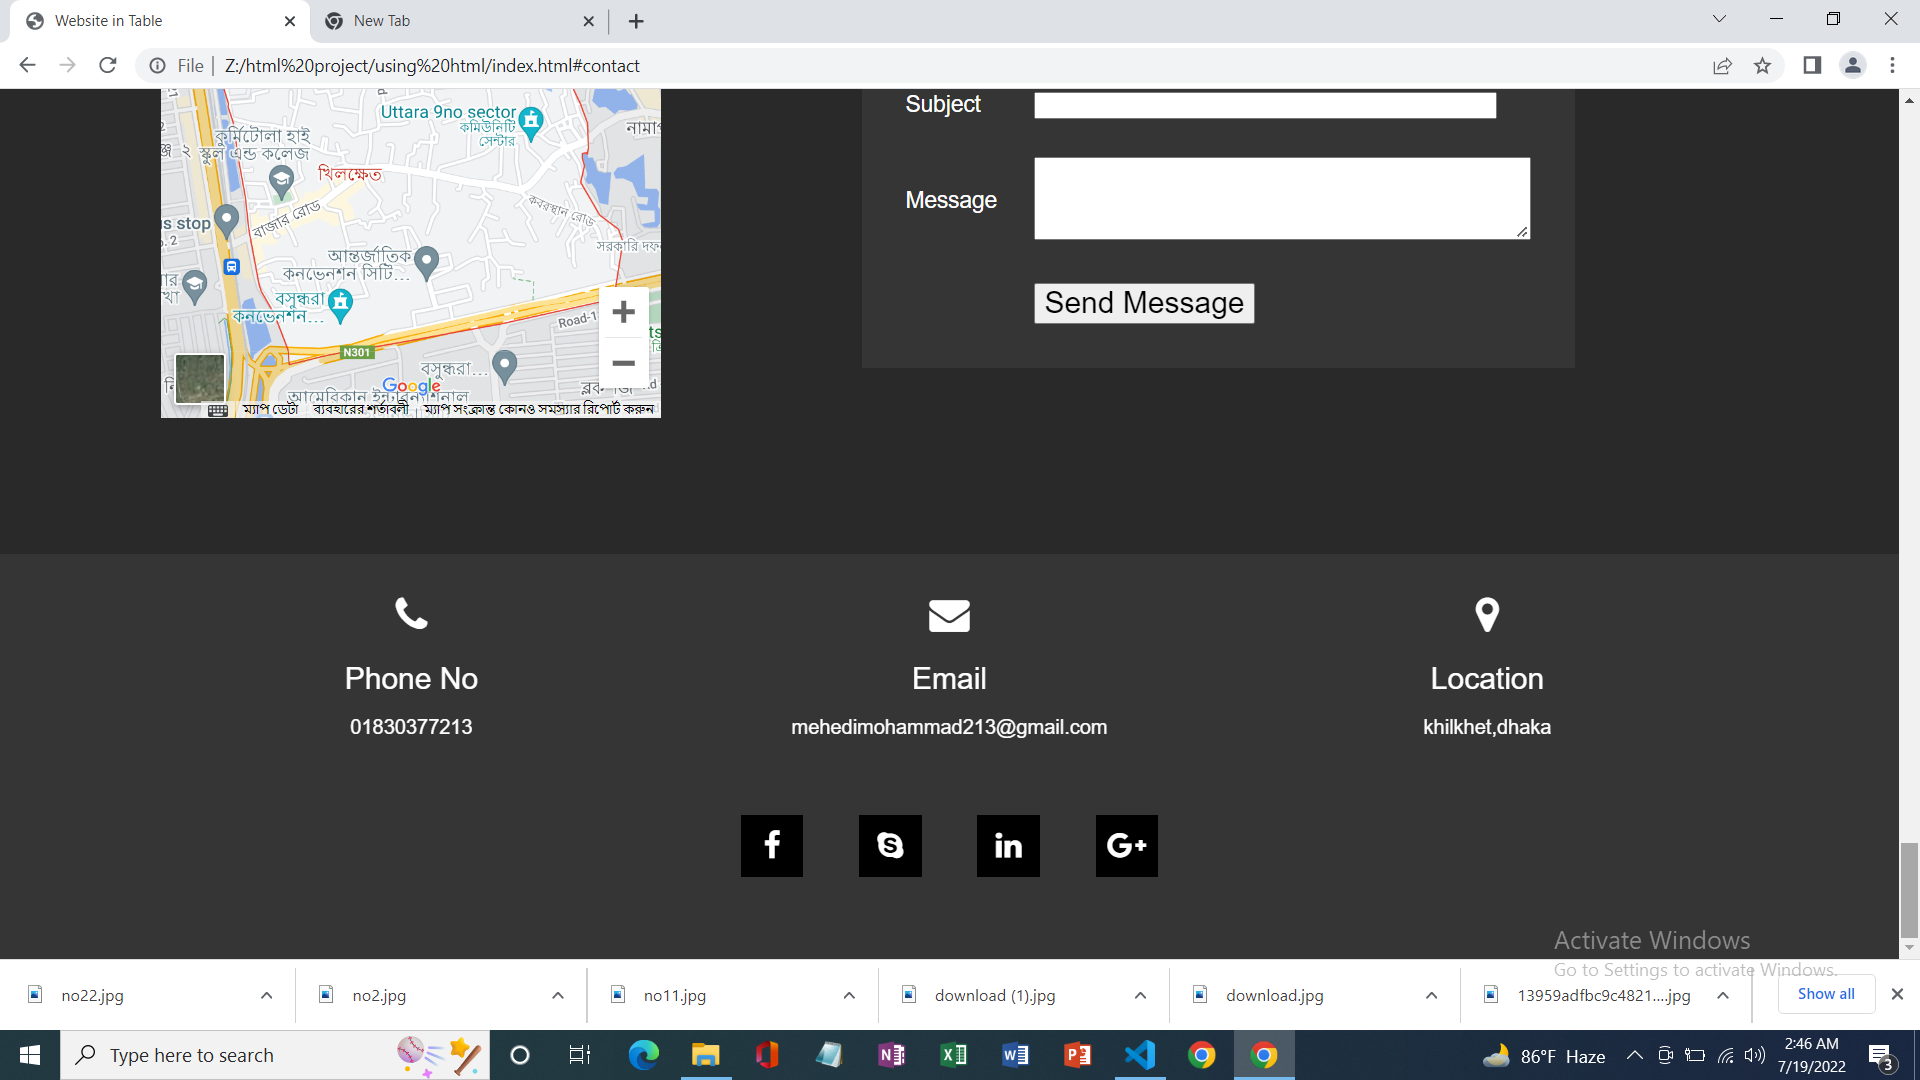 Website in Table
New Tab
File
Z:/html%20project/using%20html/index.html#contact
Uttara 9no sector
কমিউনিটি
সেন্টার
কুর্মিটোলা হাই
স্কুল এন্ড কলেজ
খিলক্ষেত
বাজার রোড
কবরস্থান রোড
s stop
আন্তর্জাতিক
কনভেনশন সিটি...
সরকারি দফ
বসুন্ধরা
কনভেনশন...
Road-1
N301
বসুন্ধরা...
Google
আমেরিকান ইন্টারন্যাশনাল
ম্যাপ ডেটা
ব্যবহারের শর্তাবলী
ম্যাপ সংক্রান্ত কোনও সমস্যার রিপোর্ট করুন
Subject
Message
Send Message
Phone No
01830377213
Email
mehedimohammad213@gmail.com
Location
khilkhet,dhaka
f
S
in
G+
Activate Windows
Go to Settings to activate Windows.
no22.jpg
no2.jpg
no11.jpg
download (1).jpg
download.jpg
13959adfbc9c4821....jpg
Show all
Type here to search
86°F Haze
2:46 AM
7/19/2022
3